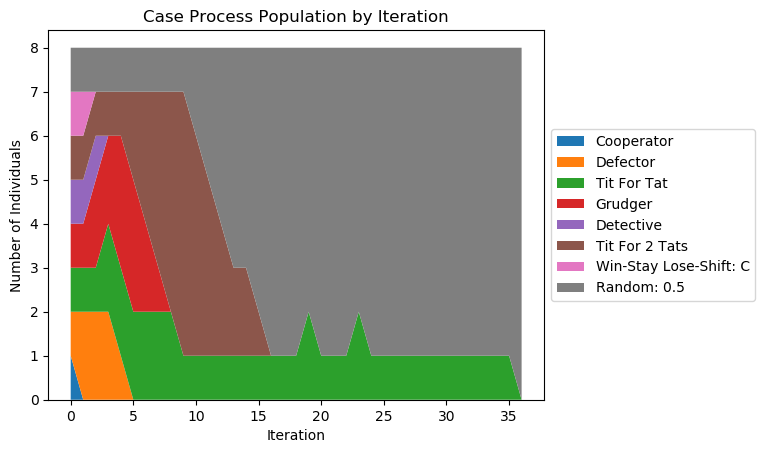 Case Process Population by Iteration
Number of Individuals
8
7
6
5
4
3
2
1
0
0 5 10 15 20 25 30 35
Iteration
Cooperator
Defector
Tit For Tat
Grudger
Detective
Tit For 2 Tats
Win-Stay Lose-Shift: C
Random: 0.5